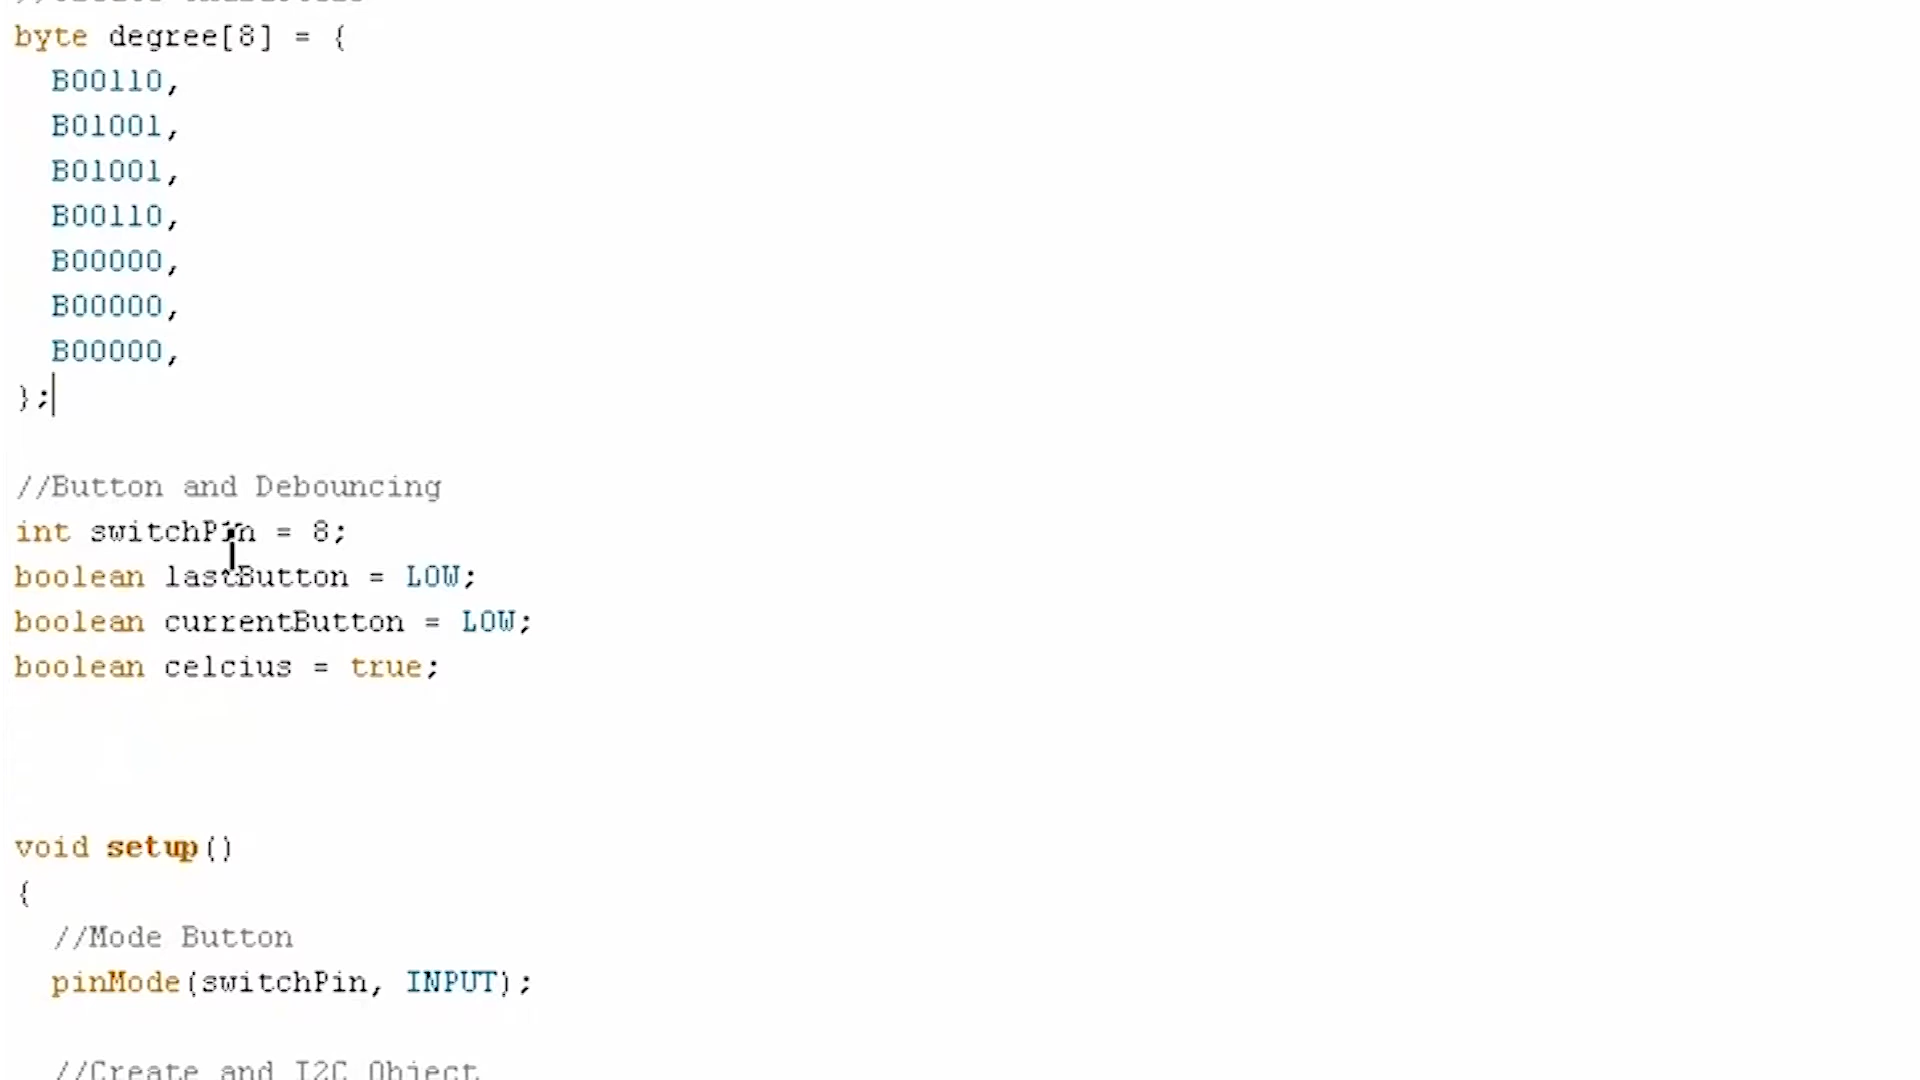 byte degree[8] = {
  B00110,
  B01001,
  B01001,
  B00110,
  B00000,
  B00000,
  B00000,
};
//Button and Debouncing
int switchPin = 8;
boolean lastButton = LOW;
boolean currentButton = LOW;
boolean celcius = true;
void setup()
{
  //Mode Button
  pinMode(switchPin, INPUT);
  //Create and I2C Object